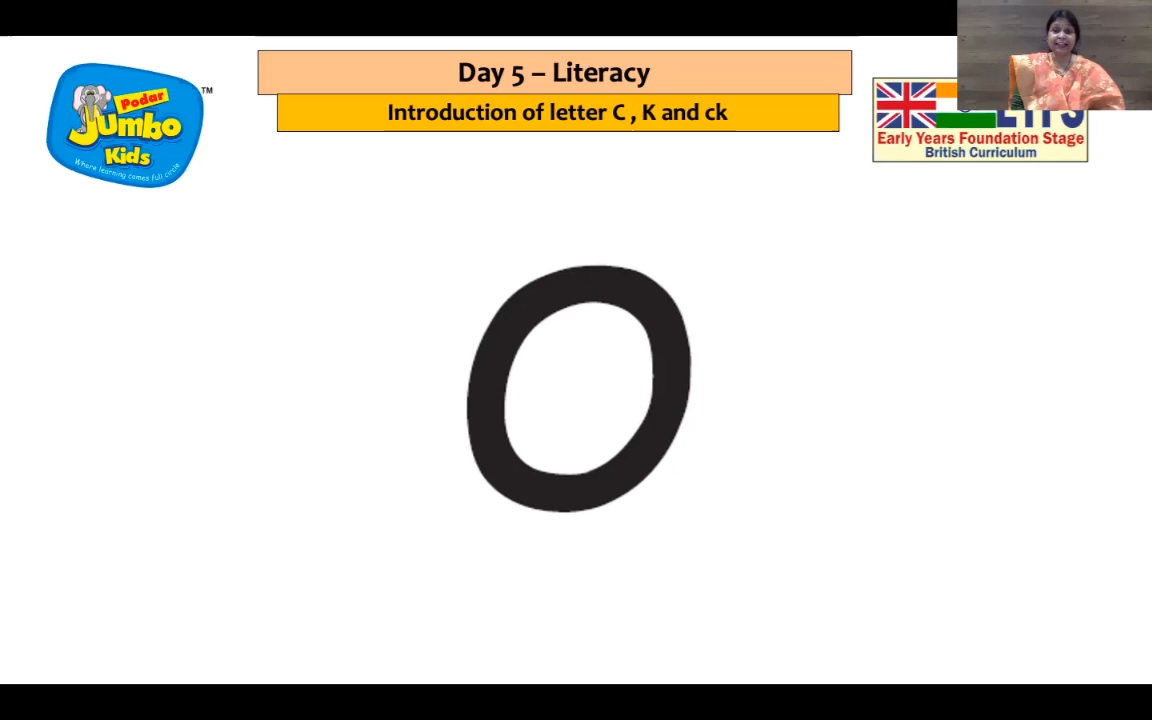 Day 5 – Literacy
Introduction of letter C , K and ck
Podar
Jumbo
Kids
TM
Where learning comes full circle
Early Years Foundation Stage
British Curriculum
o